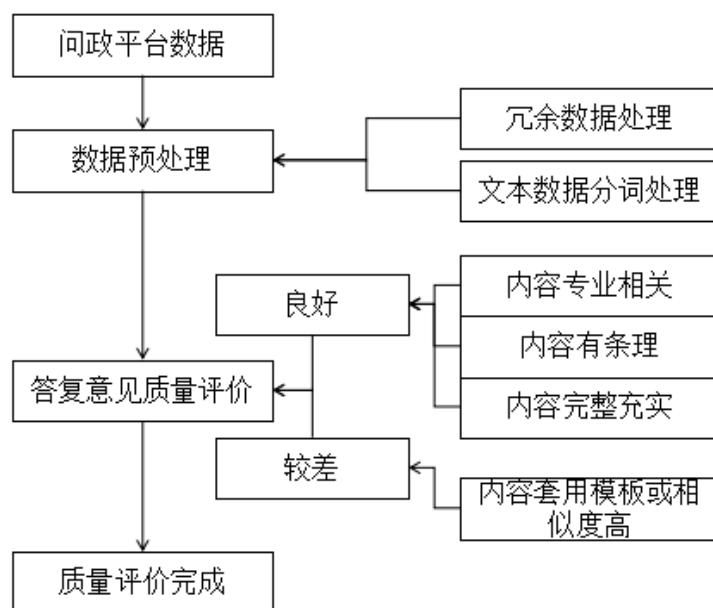 问政平台数据
冗余数据处理
数据预处理
文本数据分词处理
内容专业相关
良好
内容有条理
答复意见质量评价
内容完整充实
较差
内容套用模板或相
似度高
质量评价完成